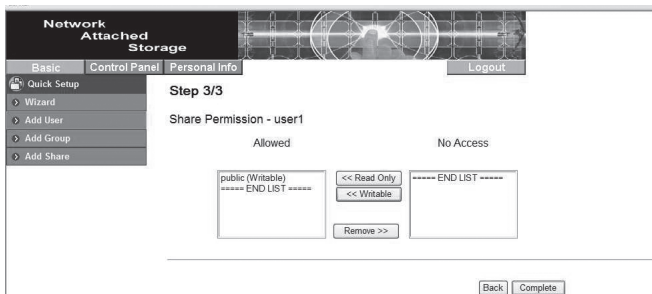 Network
Attached
Storage
Basic
Control Panel
Personal Info
Logout
Quick Setup
Wizard
Add User
Add Group
Add Share
Step 3/3
Share Permission - user1
Allowed
No Access
public (Writable)
===== END LIST =====
<< Read Only
<< Writable
Remove >>
===== END LIST =====
Back
Complete